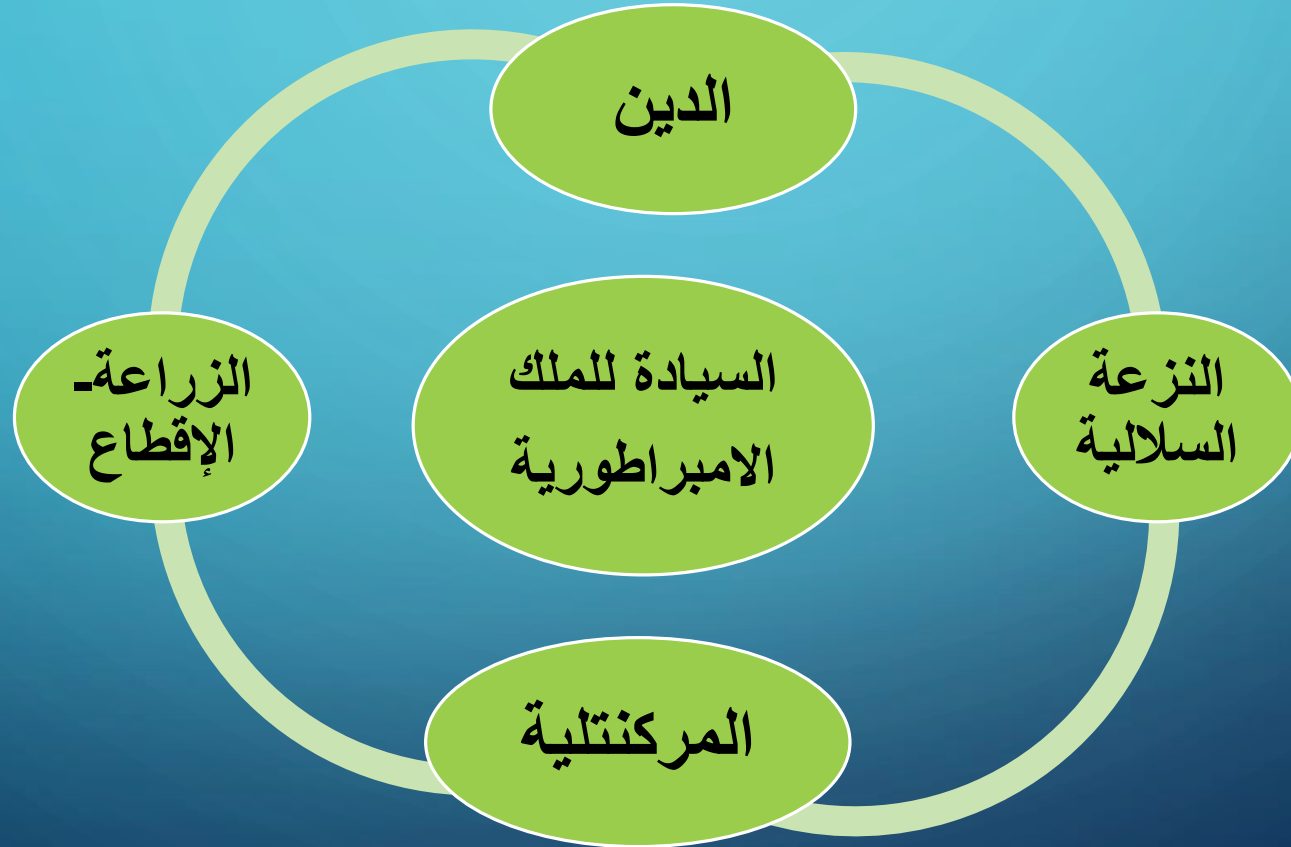 الدين
النزعة
السلالية
السيادة للملك
الامبراطورية
الزراعة-
الإقطاع
المركنتلية